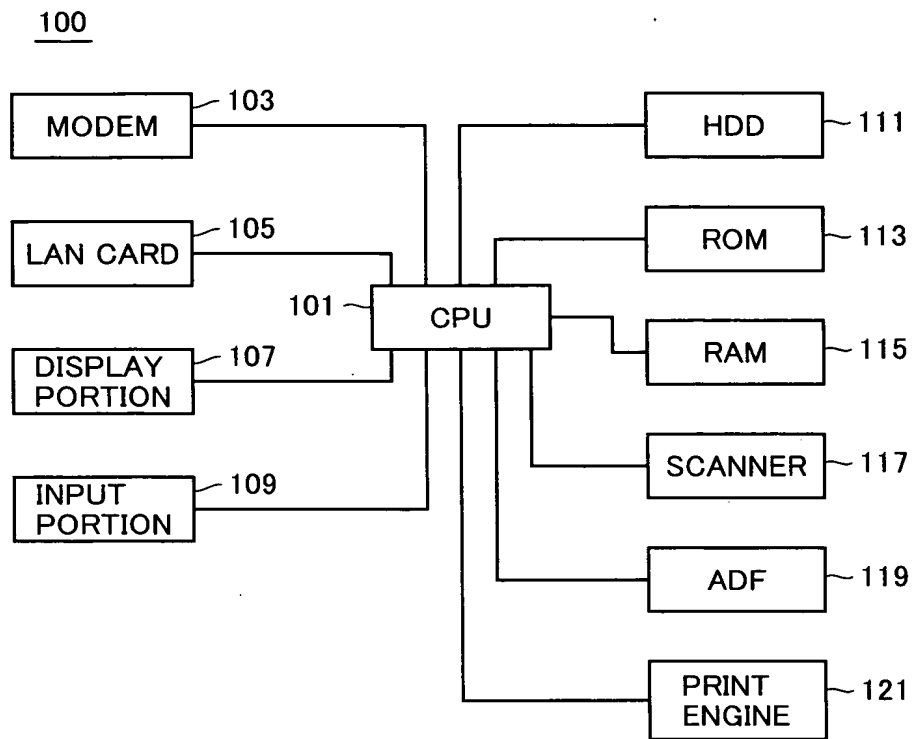 100
MODEM
103
LAN CARD
105
DISPLAY
PORTION
107
INPUT
PORTION
109
101
CPU
HDD
111
ROM
113
RAM
115
SCANNER
117
ADF
119
PRINT
ENGINE
121